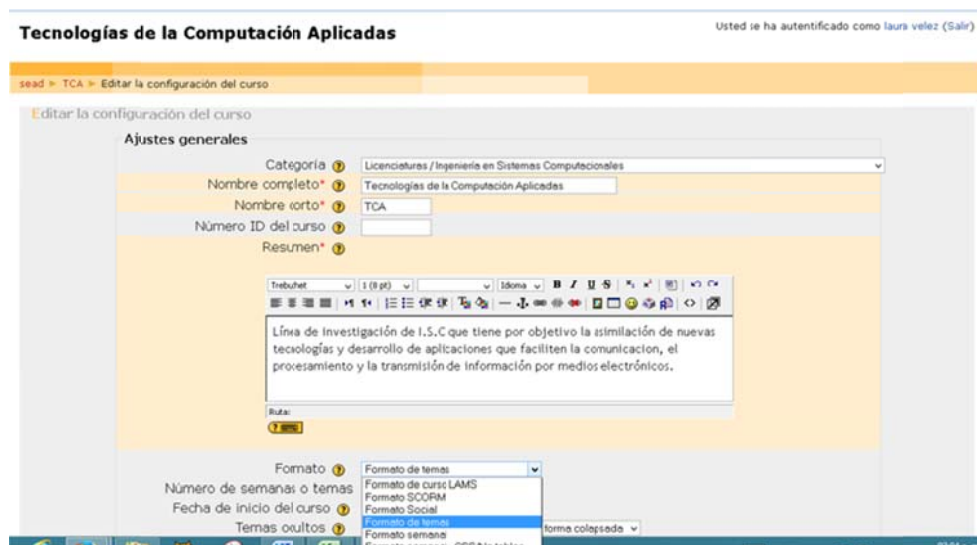 Tecnologías de la Computación Aplicadas
Usted se ha autentificado como laura velez (Salir)
sead ► TCA ► Editar la configuración del curso
Editar la configuración del curso
Ajustes generales
Categoría Licenciaturas / Ingeniería en Sistemas Computacionales
Nombre completo* Tecnologías de la Computación Aplicadas
Nombre corto* TCA
Número ID del curso
Resumen*
Trebuchet 1 (8 pt) Idioma B I U S
Línea de investigación de I.S.C que tiene por objetivo la asimilación de nuevas
tecnologías y desarrollo de aplicaciones que faciliten la comunicacion, el
procesamiento y la transmisión de información por medios electrónicos.
Ruta:
Formato Formato de temas
Formato de curso LAMS
Número de semanas o temas
Formato SCORM
Fecha de inicio del curso
Formato Social
Formato de temas
Temas ocultos
forma colapsada
Formato semanal